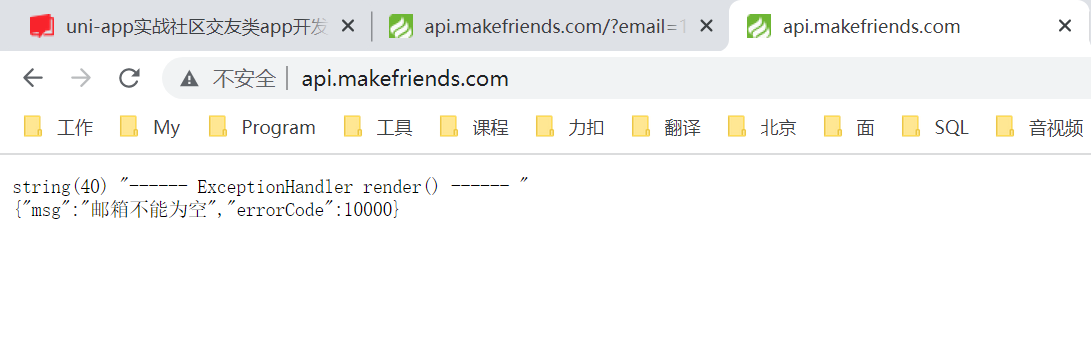 uni-app实战社区交友类app开发
api.makefriends.com/?email=1
api.makefriends.com
不安全 api.makefriends.com
工作 My Program 工具 课程 力扣 翻译 北京 面 SQL 音视频
string(40) "------ ExceptionHandler render() ------ "
{"msg":"邮箱不能为空","errorCode":10000}